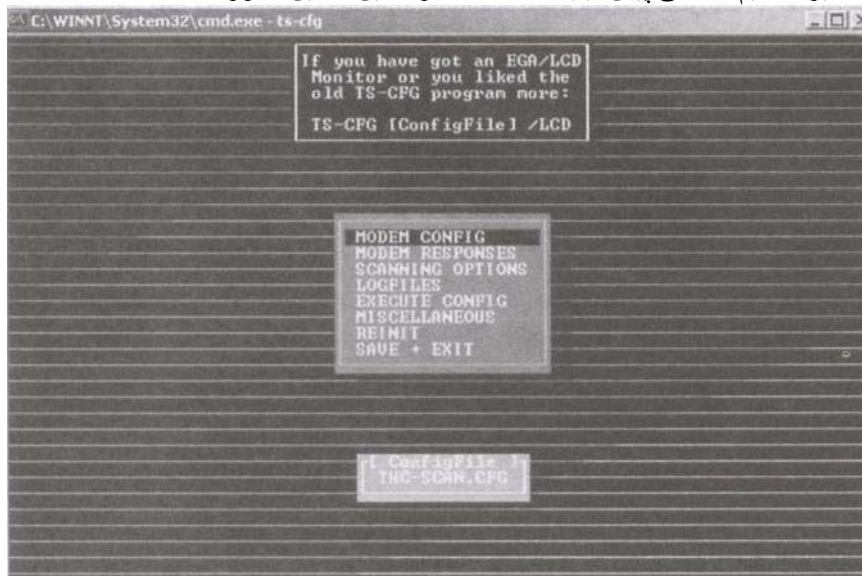 C:\WINNT\System32\cmd.exe - ts-cfg
If you have got an EGA/LCD
Monitor or you liked the
old TS-CFG program more:
TS-CFG [ConfigFile] /LCD
MODEM CONFIG
MODEM RESPONSES
SCANNING OPTIONS
LOGFILES
EXECUTE CONFIG
MISCELLANEOUS
REINIT
SAVE + EXIT
[ ConfigFile ]
THC-SCAN.CFG